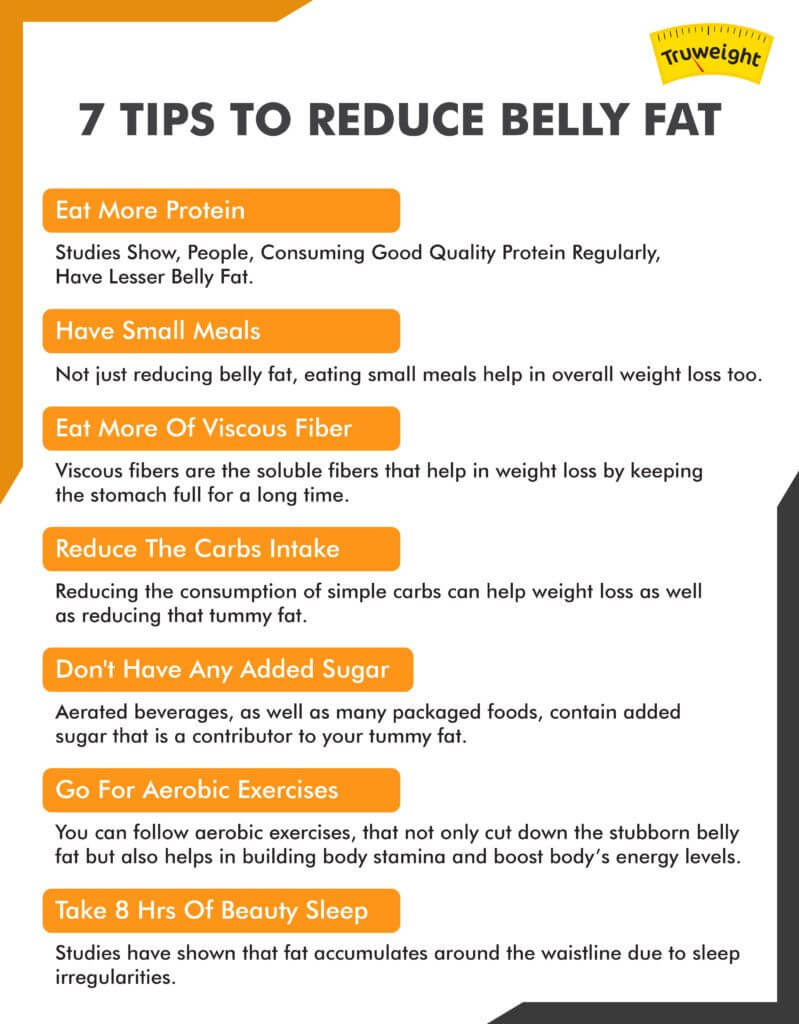 Truweight
7 TIPS TO REDUCE BELLY FAT
Eat More Protein
Studies Show, People, Consuming Good Quality Protein Regularly,
Have Lesser Belly Fat.
Have Small Meals
Not just reducing belly fat, eating small meals help in overall weight loss too.
Eat More Of Viscous Fiber
Viscous fibers are the soluble fibers that help in weight loss by keeping
the stomach full for a long time.
Reduce The Carbs Intake
Reducing the consumption of simple carbs can help weight loss as well
as reducing that tummy fat.
Don't Have Any Added Sugar
Aerated beverages, as well as many packaged foods, contain added
sugar that is a contributor to your tummy fat.
Go For Aerobic Exercises
You can follow aerobic exercises, that not only cut down the stubborn belly
fat but also helps in building body stamina and boost body’s energy levels.
Take 8 Hrs Of Beauty Sleep
Studies have shown that fat accumulates around the waistline due to sleep
irregularities.